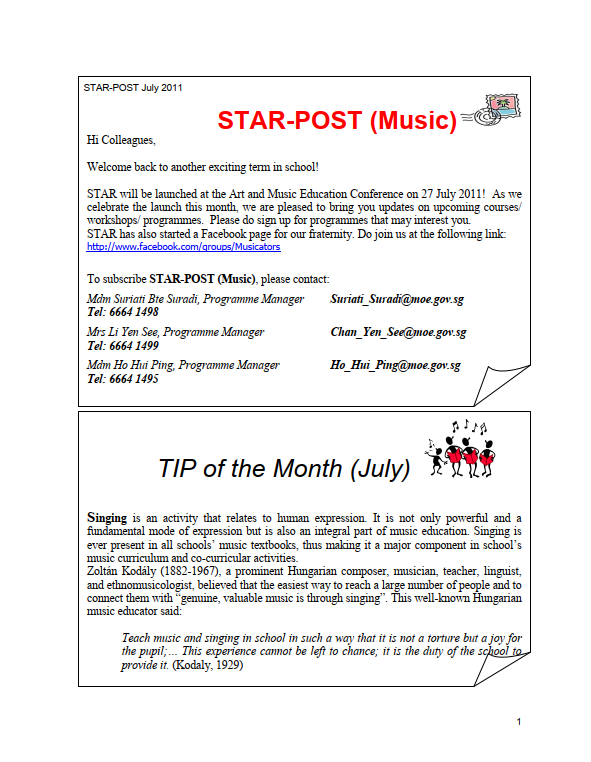 STAR-POST July 2011
STAR-POST (Music)
Hi Colleagues,
Welcome back to another exciting term in school!
STAR will be launched at the Art and Music Education Conference on 27 July 2011! As we
celebrate the launch this month, we are pleased to bring you updates on upcoming courses/
workshops/ programmes. Please do sign up for programmes that may interest you.
STAR has also started a Facebook page for our fraternity. Do join us at the following link:
http://www.facebook.com/groups/Musicators
To subscribe STAR-POST (Music), please contact:
Mdm Suriati Bte Suradi, Programme Manager Suriati_Suradi@moe.gov.sg
Tel: 6664 1498
Mrs Li Yen See, Programme Manager Chan_Yen_See@moe.gov.sg
Tel: 6664 1499
Mdm Ho Hui Ping, Programme Manager Ho_Hui_Ping@moe.gov.sg
Tel: 6664 1495
TIP of the Month (July)
Singing is an activity that relates to human expression. It is not only powerful and a
fundamental mode of expression but is also an integral part of music education. Singing is
ever present in all schools' music textbooks, thus making it a major component in school's
music curriculum and co-curricular activities.
Zoltán Kodály (1882-1967), a prominent Hungarian composer, musician, teacher, linguist,
and ethnomusicologist, believed that the easiest way to reach a large number of people and to
connect them with "genuine, valuable music is through singing". This well-known Hungarian
music educator said:
Teach music and singing in school in such a way that it is not a torture but a joy for
the pupil;… This experience cannot be left to chance; it is the duty of the school to
provide it. (Kodaly, 1929)
1